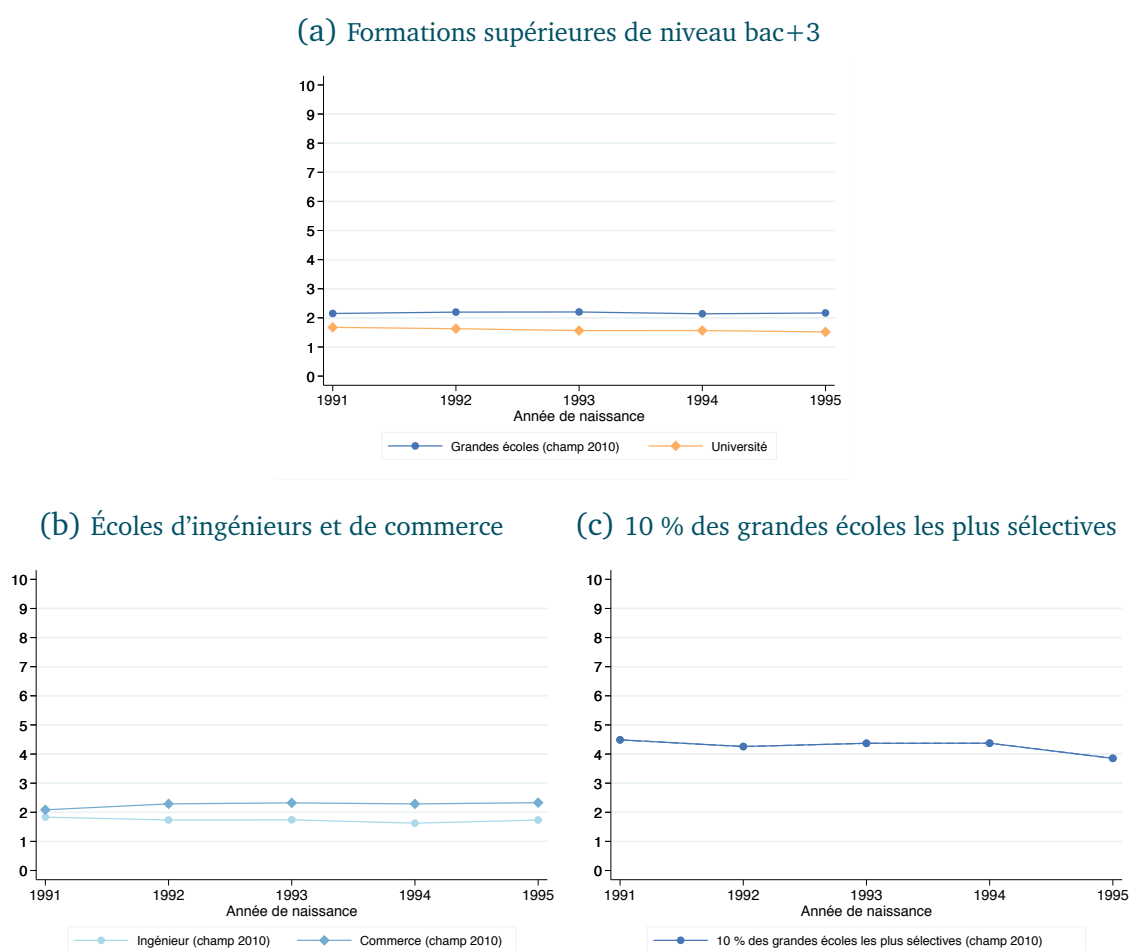 (a) Formations supérieures de niveau bac+3
10
9
8
7
6
5
4
3
2
1
0
1991 1992 1993 1994 1995
Année de naissance
Grandes écoles (champ 2010) Université
(b) Écoles d'ingénieurs et de commerce
10
9
8
7
6
5
4
3
2
1
0
1991 1992 1993 1994 1995
Année de naissance
Ingénieur (champ 2010) Commerce (champ 2010)
(c) 10 % des grandes écoles les plus sélectives
10
9
8
7
6
5
4
3
2
1
0
1991 1992 1993 1994 1995
Année de naissance
10 % des grandes écoles les plus sélectives (champ 2010)